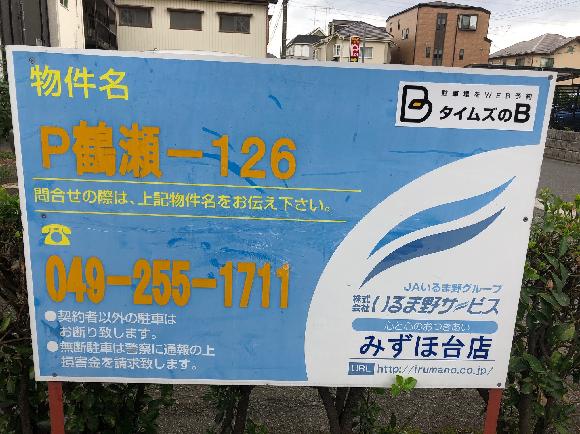 物件名
駐車場をWEB予約
タイムズのB
P鶴瀬-126
問合せの際は、上記物件名をお伝え下さい。
☎
049-255-1711
●契約者以外の駐車は
お断り致します。
●無断駐車は警察に通報の上
損害金を請求致します。
JAいるま野グループ
株式会社 いるま野サービス
心と心のおつきあい
みずほ台店
URL http://irumano.co.jp/